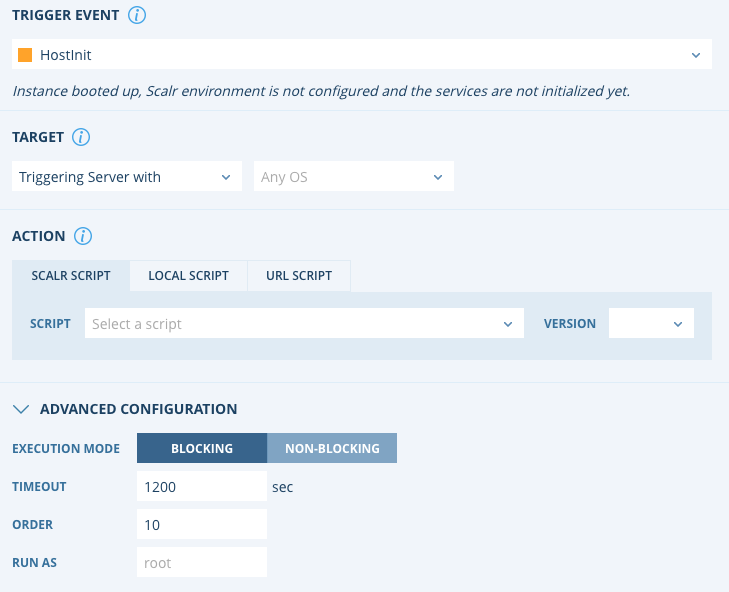 TRIGGER EVENT i
HostInit
Instance booted up, Scalr environment is not configured and the services are not initialized yet.
TARGET i
Triggering Server with Any OS
ACTION i
SCALR SCRIPT LOCAL SCRIPT URL SCRIPT
SCRIPT Select a script VERSION
ADVANCED CONFIGURATION
EXECUTION MODE BLOCKING NON-BLOCKING
TIMEOUT 1200 sec
ORDER 10
RUN AS root